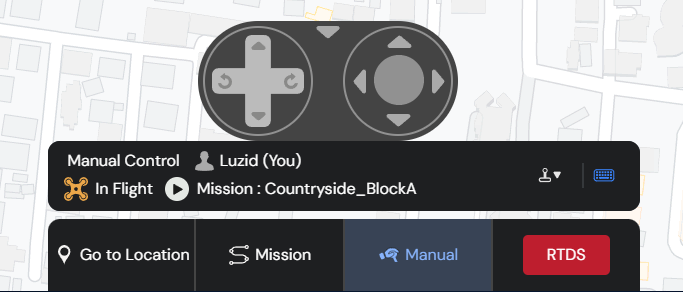 Manual Control Luzid (You)
In Flight Mission : Countryside_BlockA
Go to Location Mission Manual RTDS